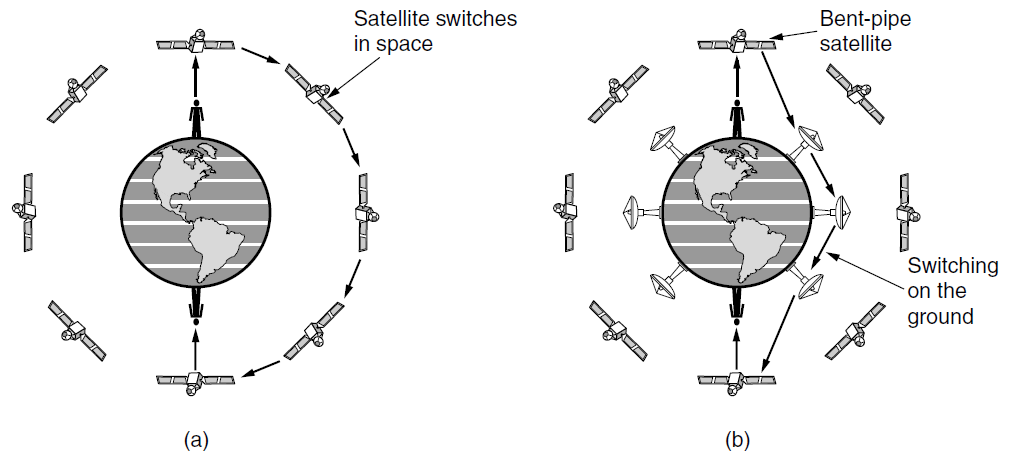 Satellite switches
in space
Bent-pipe
satellite
Switching
on the
ground
(a)
(b)